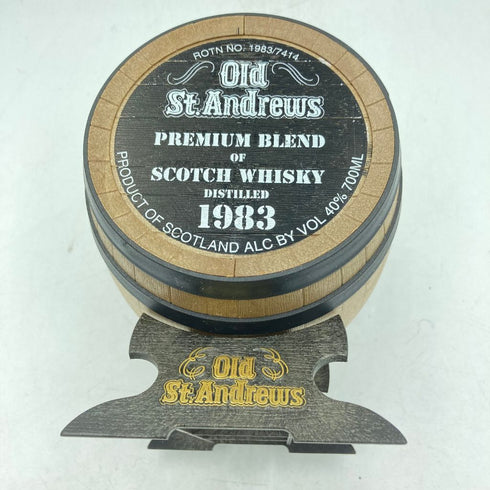 ROTN NO. 1983/7414
Old
St. Andrews
PREMIUM BLEND
OF
SCOTCH WHISKY
DISTILLED
1983
PRODUCT OF SCOTLAND ALC BY VOL 40% 700ML
Old
St. Andrews